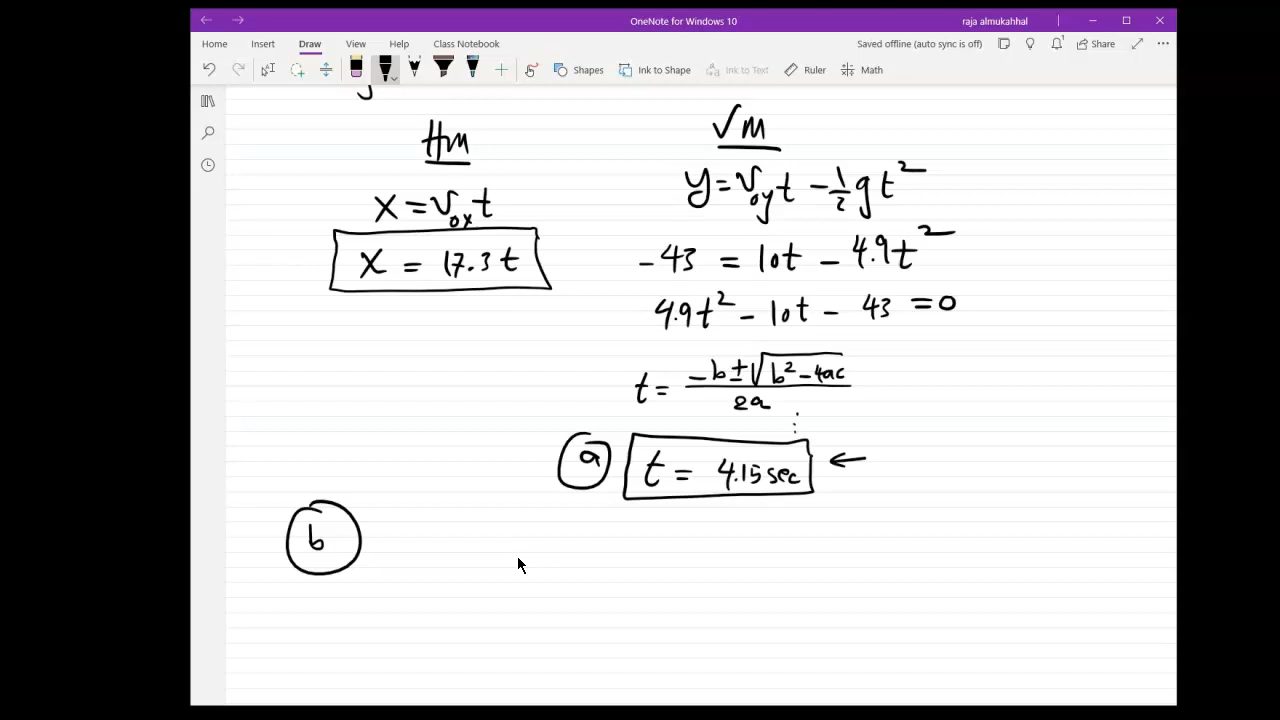 OneNote for Windows 10
raja almukahhal
Home Insert Draw View Help Class Notebook
Saved offline (auto sync is off)
Share
Shapes Ink to Shape Ink to Text Ruler Math
Hm
x = v₀ₓ t
x = 17.3 t
Vm
y = v₀y t - ½ g t²
- 43 = 10t - 4.9t²
4.9t² - 10t - 43 = 0
t = (-b ± √(b² - 4ac)) / 2a
⋮
a t = 4.15 sec ←
b